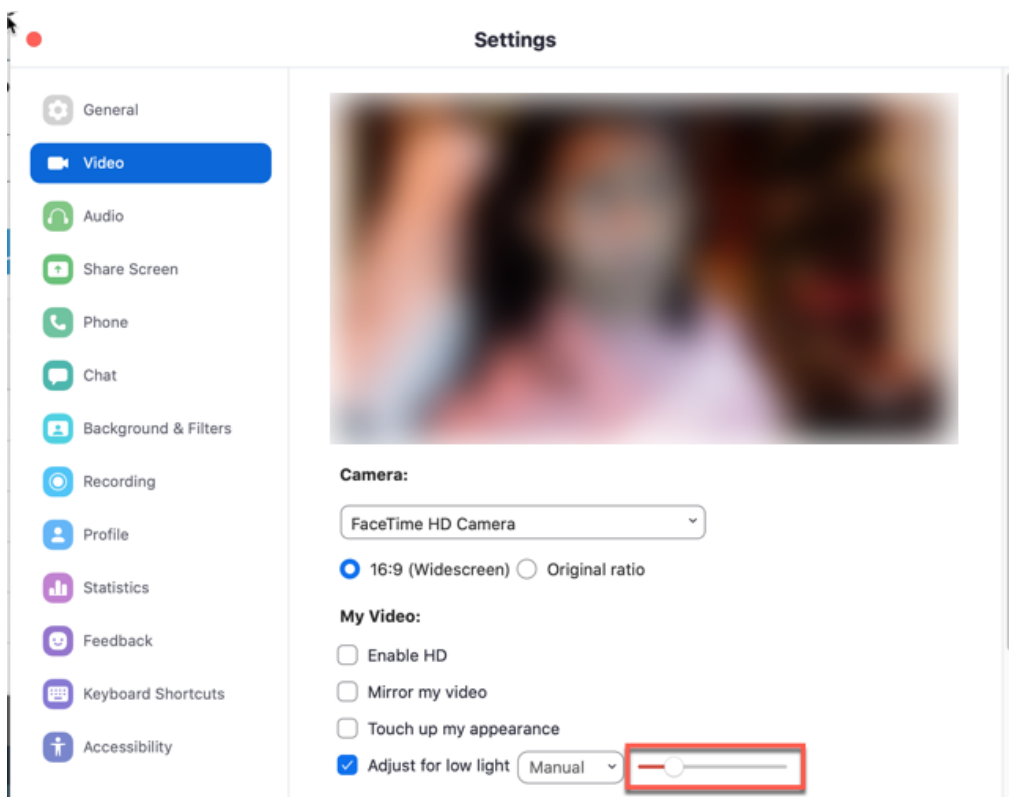 Settings
General
Video
Audio
Share Screen
Phone
Chat
Background & Filters
Recording
Profile
Statistics
Feedback
Keyboard Shortcuts
Accessibility
Camera:
FaceTime HD Camera
16:9 (Widescreen) Original ratio
My Video:
Enable HD
Mirror my video
Touch up my appearance
Adjust for low light Manual